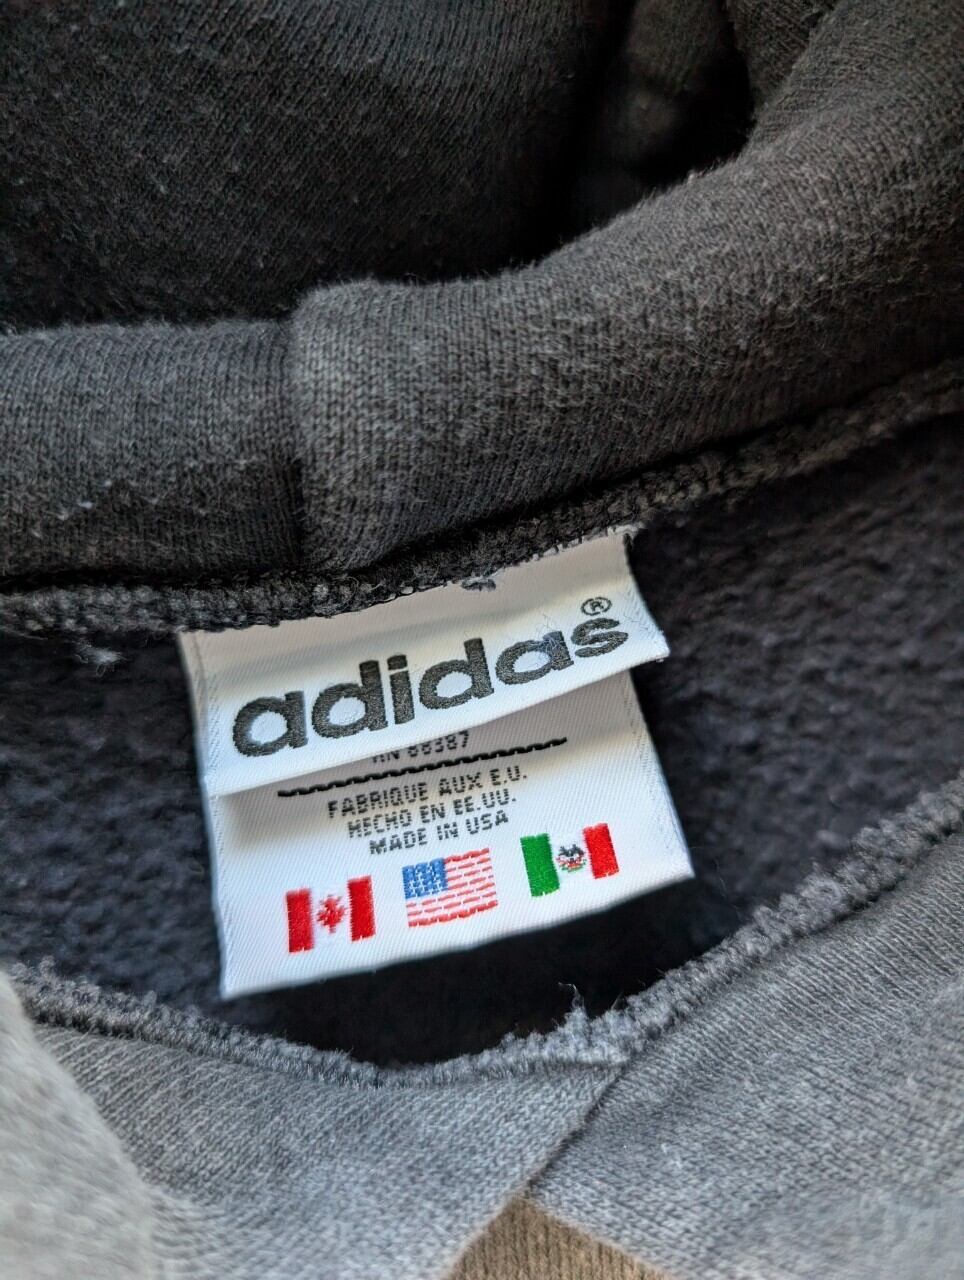 adidas®
RN 88387
FABRIQUE AUX E.U.
HECHO EN EE.UU.
MADE IN USA